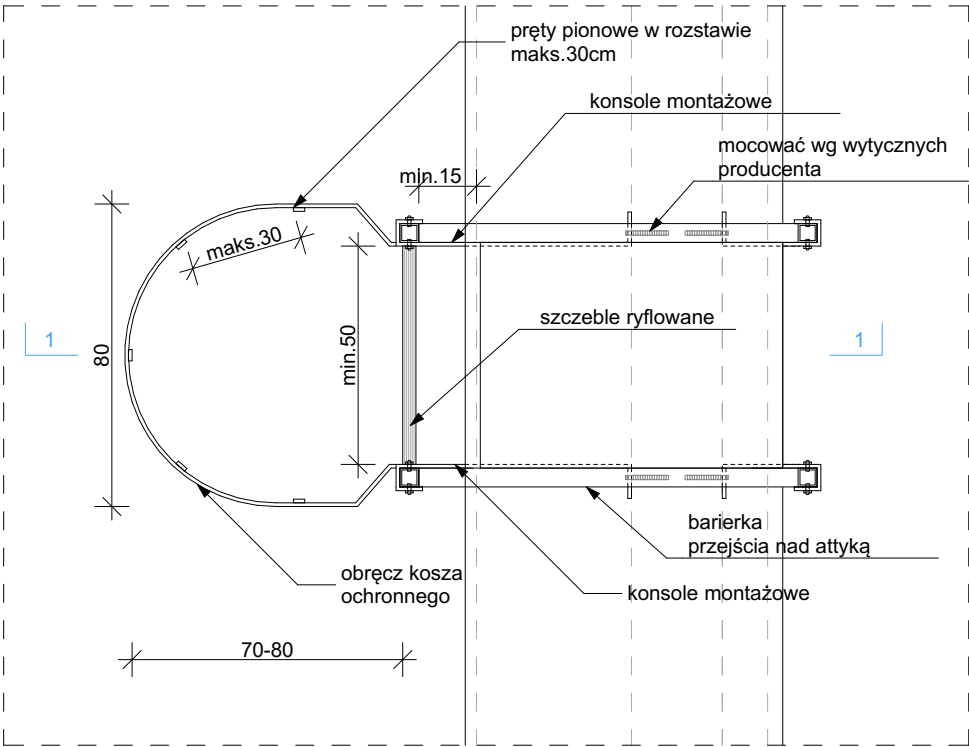 pręty pionowe w rozstawie
maks.30cm
konsole montażowe
mocować wg wytycznych
producenta
min.15
maks.30
1
szczeble ryflowane
1
80
min.50
barierka
przejścia nad attyką
obręcz kosza
ochronnego
konsole montażowe
70-80